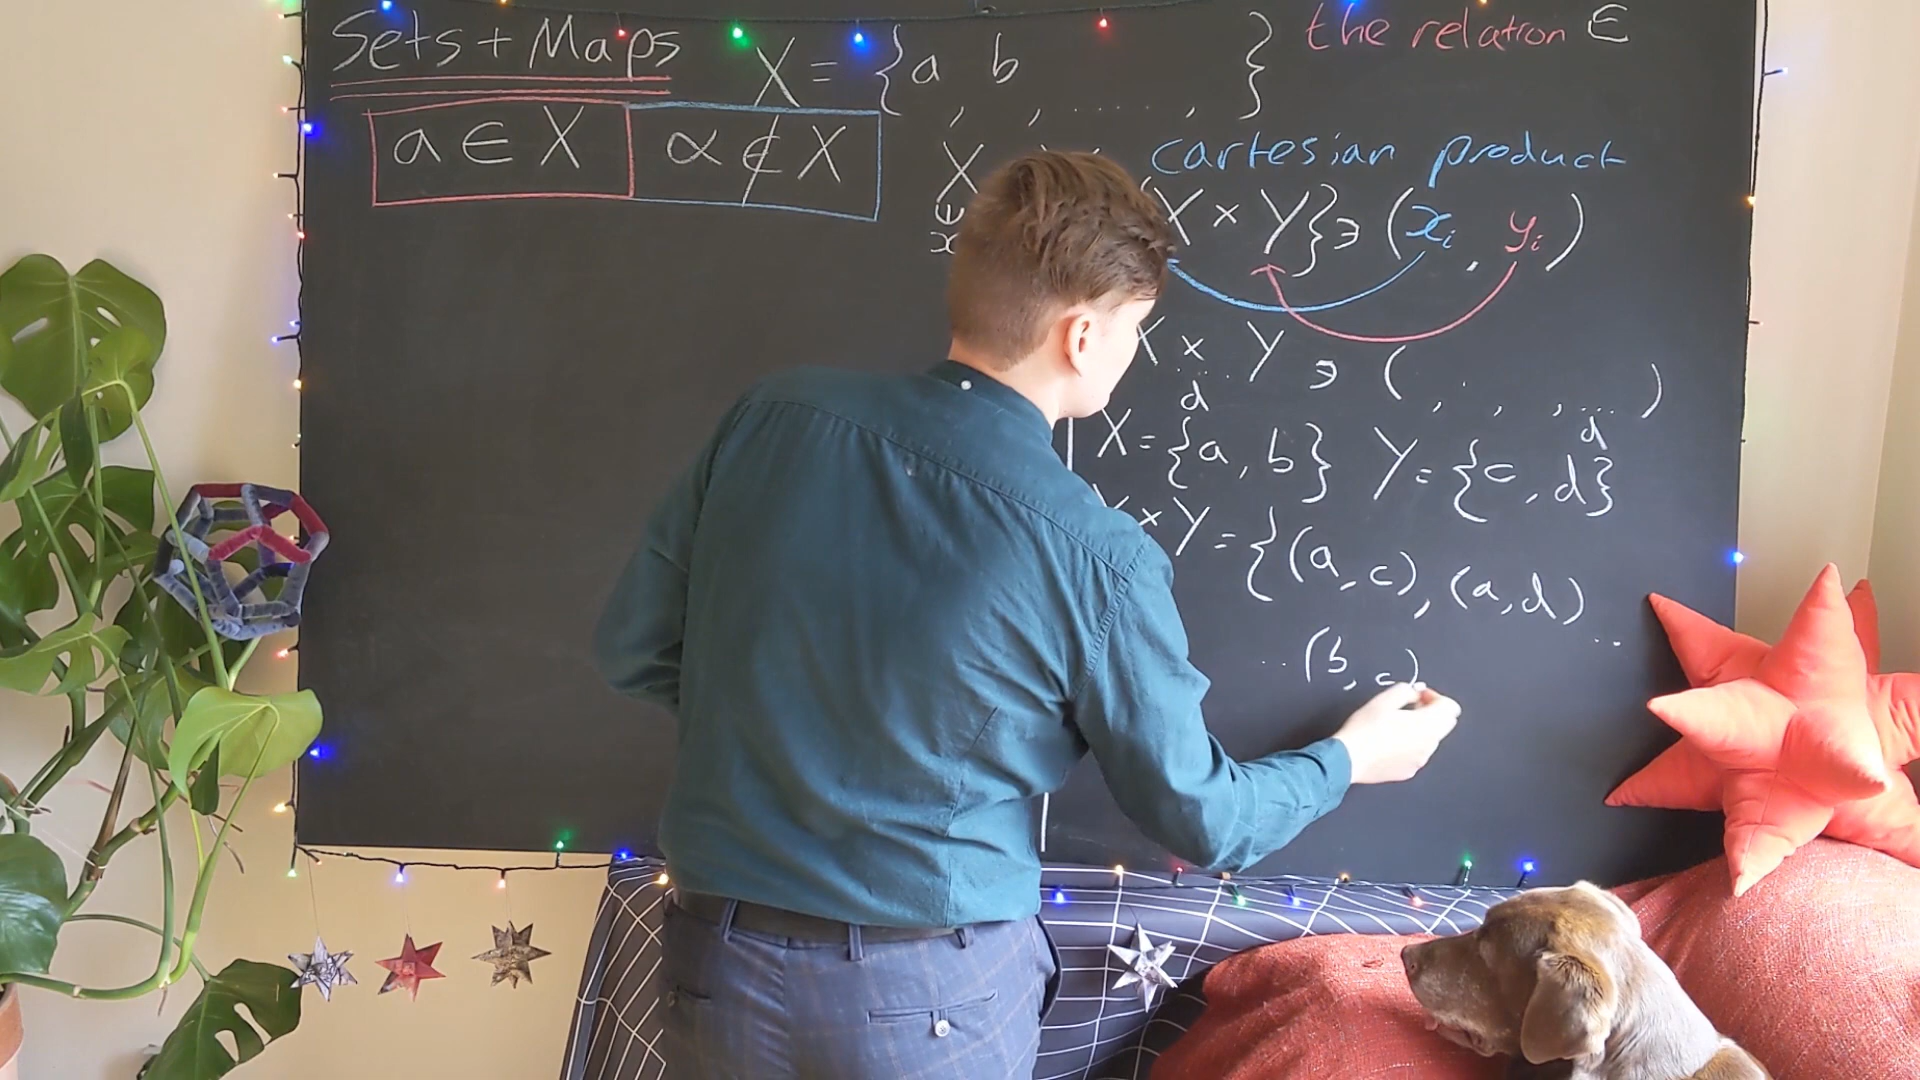 Sets + Maps
X = {a, b, ....., }
the relation ∈
a ∈ X
α ∉ X
cartesian product
X
{X × Y} ∋ (xᵢ, yᵢ)
X × ... Y ∋ ( , , , ... )
d
d
X = {a, b} Y = {c, d}
X × Y = {(a, c), (a, d) ..
.. (b, c)